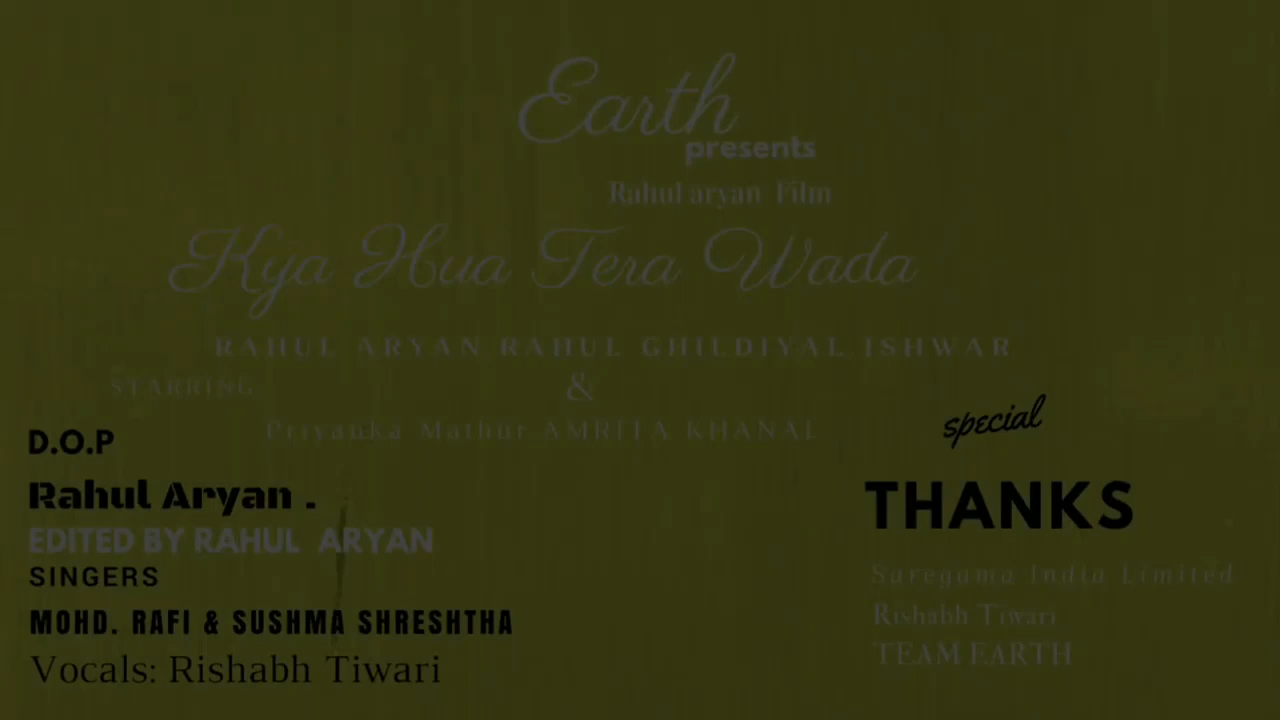 Earth
presents
Rahul aryan Film
Kya Hua Tera Wada
RAHUL ARYAN RAHUL GHILDIYAL ISHWAR
STARRING
&
Priyanka Mathur AMRITA KHANAL
D.O.P
Rahul Aryan .
EDITED BY RAHUL ARYAN
SINGERS
MOHD. RAFI & SUSHMA SHRESHTHA
Vocals: Rishabh Tiwari
special
THANKS
Saregama India Limited
Rishabh Tiwari
TEAM EARTH